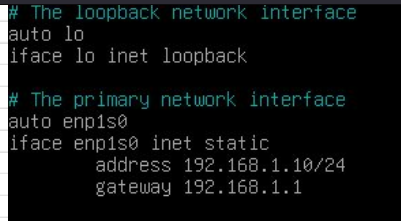 # The loopback network interface
auto lo
iface lo inet loopback
# The primary network interface
auto enp1s0
iface enp1s0 inet static
address 192.168.1.10/24
gateway 192.168.1.1